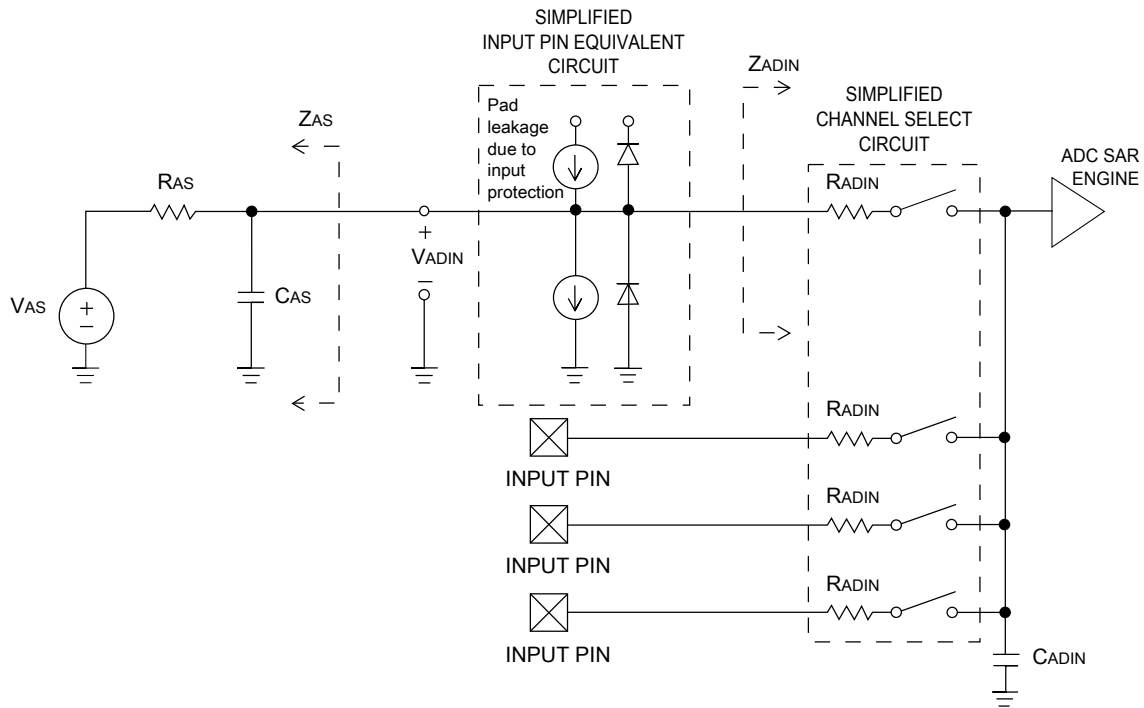 SIMPLIFIED
INPUT PIN EQUIVALENT
CIRCUIT
Pad
leakage
due to
input
protection
ZAS
RAS
VAS
+
-
CAS
+
VADIN
-
ZADIN
SIMPLIFIED
CHANNEL SELECT
CIRCUIT
RADIN
ADC SAR
ENGINE
RADIN
INPUT PIN
RADIN
INPUT PIN
RADIN
INPUT PIN
CADIN